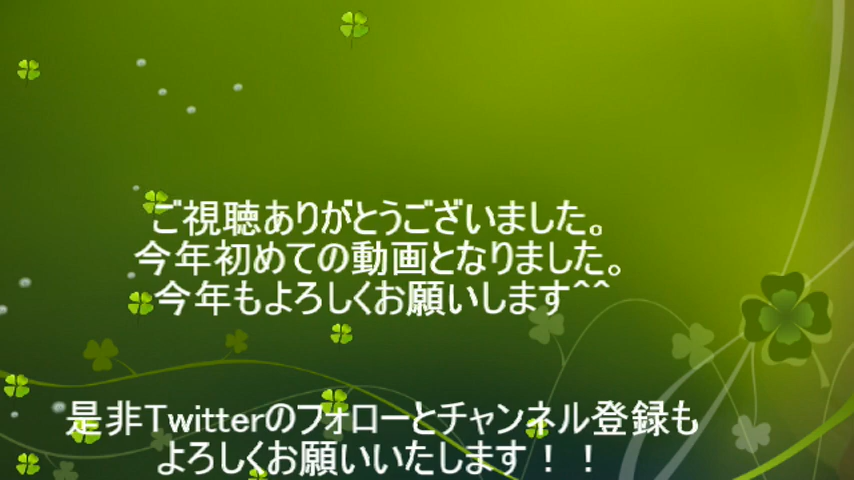 ご視聴ありがとうございました。
今年初めての動画となりました。
今年もよろしくお願いします^^
是非Twitterのフォローとチャンネル登録も
よろしくお願いいたします！！